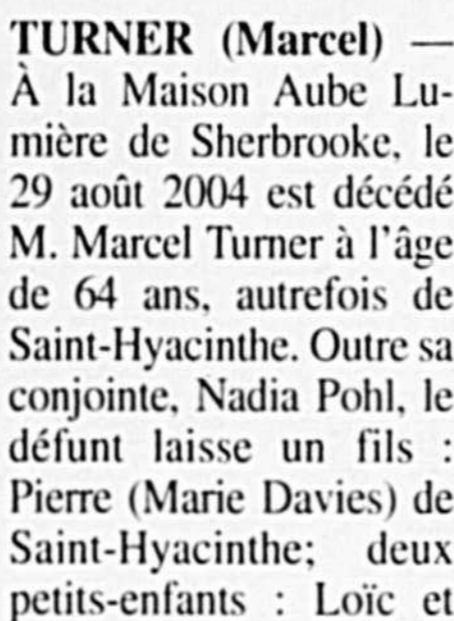 TURNER (Marcel) —
À la Maison Aube Lu-
mière de Sherbrooke, le
29 août 2004 est décédé
M. Marcel Turner à l'âge
de 64 ans, autrefois de
Saint-Hyacinthe. Outre sa
conjointe, Nadia Pohl, le
défunt laisse un fils :
Pierre (Marie Davies) de
Saint-Hyacinthe; deux
petits-enfants : Loïc et